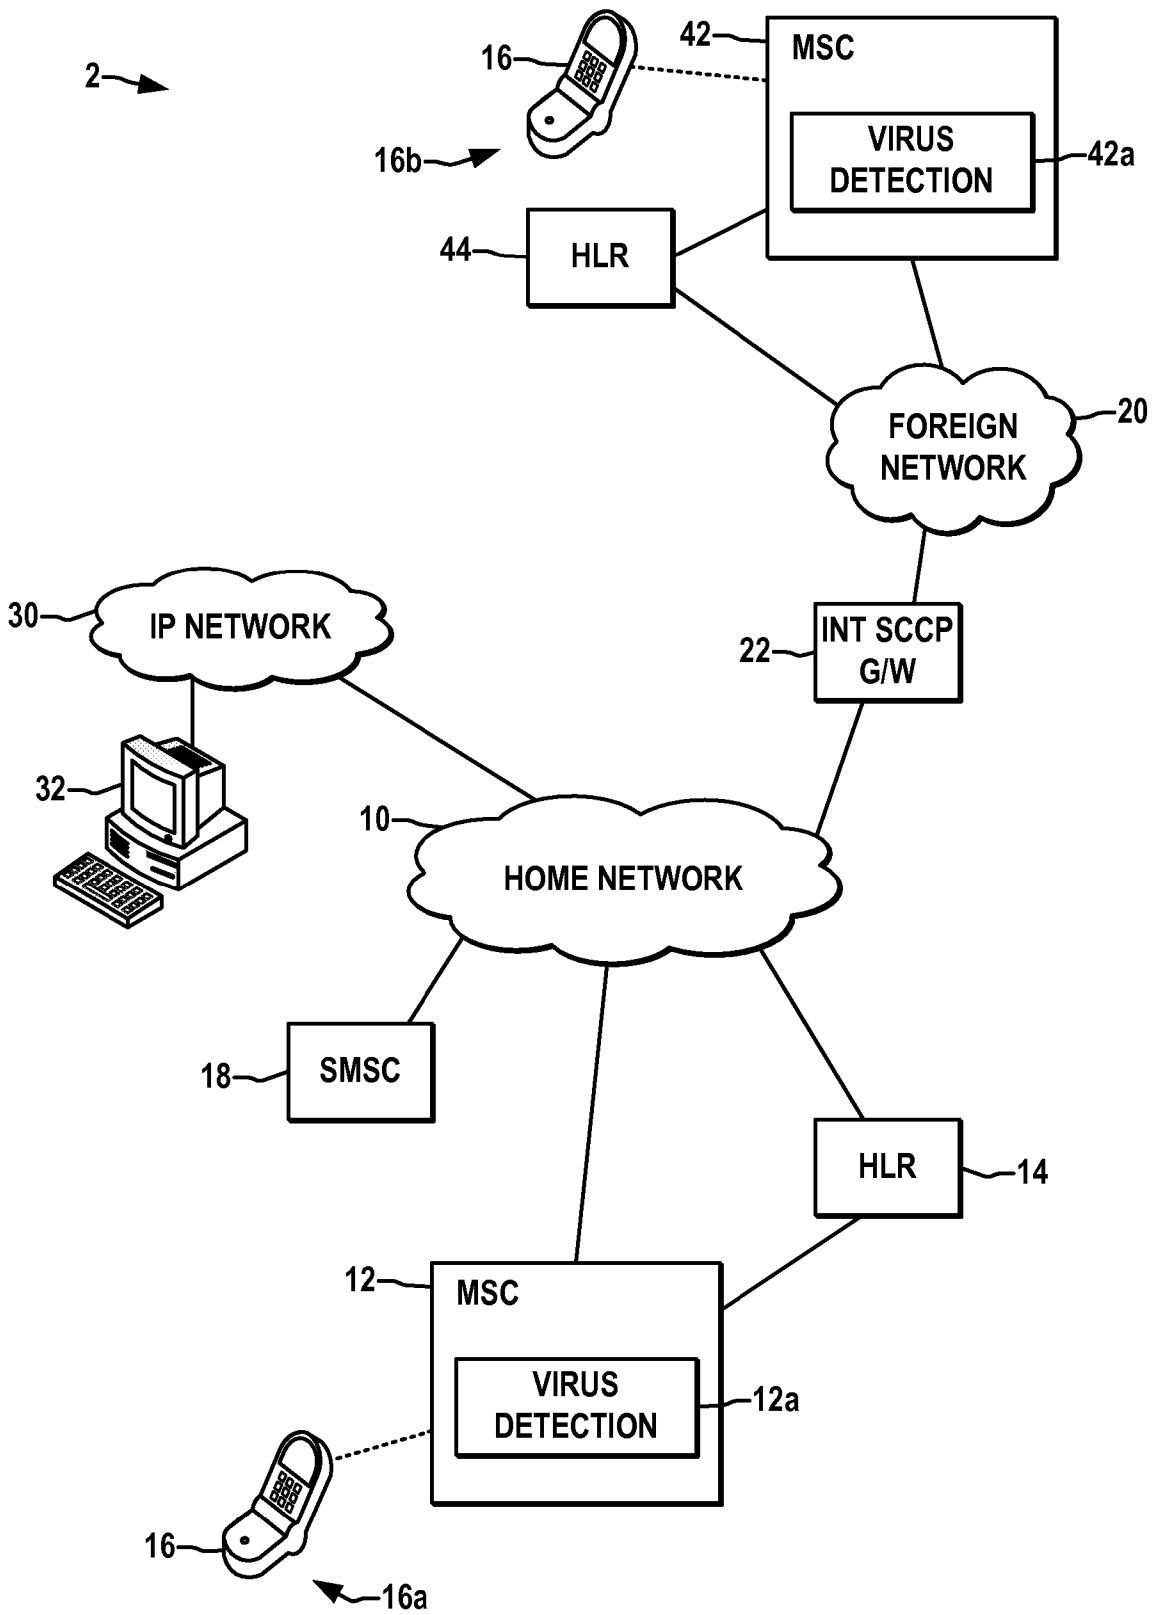 2
16
42
MSC
16b
VIRUS
DETECTION
42a
44
HLR
FOREIGN
NETWORK
20
30
IP NETWORK
22
INT SCCP
G/W
32
10
HOME NETWORK
18
SMSC
HLR
14
12
MSC
VIRUS
DETECTION
12a
16
16a